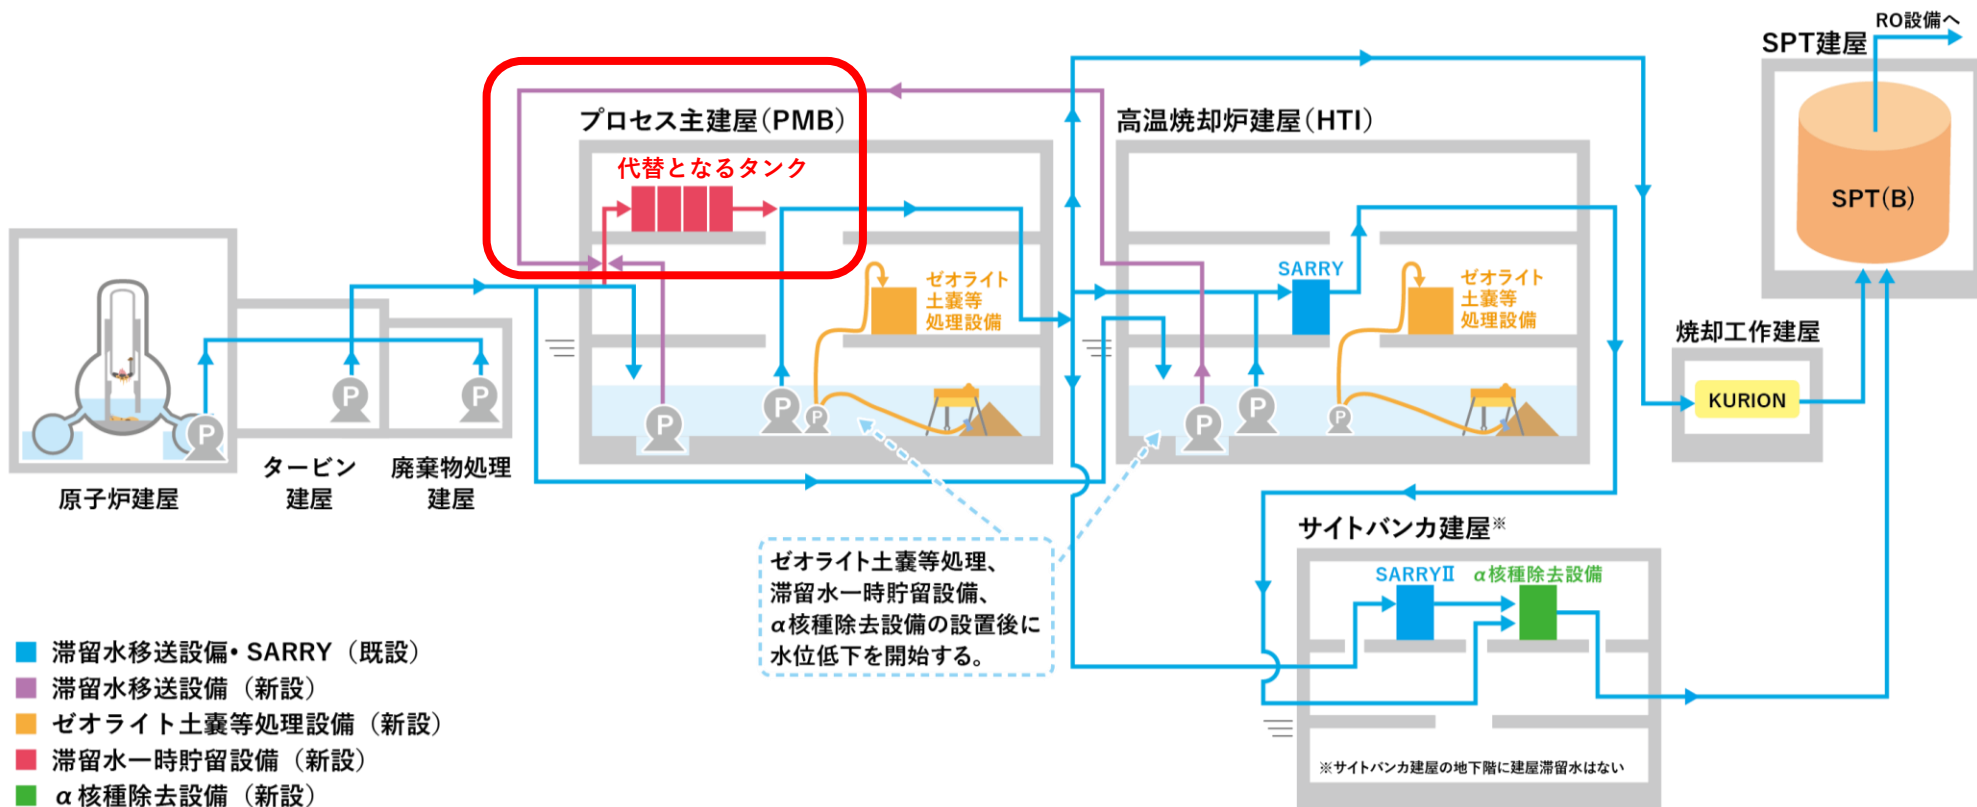 RO設備へ
SPT建屋
プロセス主建屋(PMB)
高温焼却炉建屋(HTI)
代替となるタンク
SPT(B)
SARRY
ゼオライト
土嚢等
処理設備
ゼオライト
土嚢等
処理設備
焼却工作建屋
KURION
P
P
P
P
P
P
P
P
P
タービン
建屋
廃棄物処理
建屋
原子炉建屋
サイトバンカ建屋※
ゼオライト土嚢等処理、
滞留水一時貯留設備、
α核種除去設備の設置後に
水位低下を開始する。
SARRYⅡ
α核種除去設備
※サイトバンカ建屋の地下階に建屋滞留水はない
滞留水移送設備・SARRY（既設）
滞留水移送設備（新設）
ゼオライト土嚢等処理設備（新設）
滞留水一時貯留設備（新設）
α核種除去設備（新設）